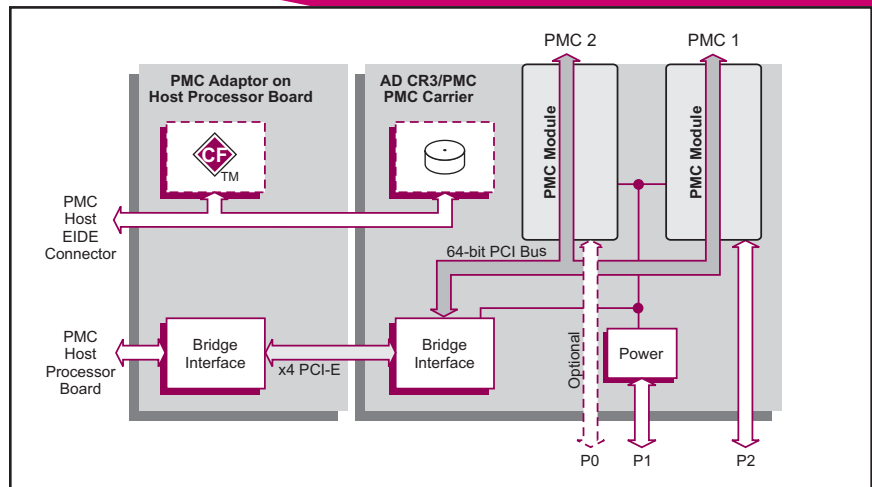 PMC 2
PMC 1
PMC Adaptor on
Host Processor Board
AD CR3/PMC
PMC Carrier
PMC Module
PMC Module
CF
TM
PMC
Host
EIDE
Connector
64-bit PCI Bus
PMC
Host
Processor
Board
Bridge
Interface
x4 PCI-E
Bridge
Interface
Optional
Power
P0
P1
P2